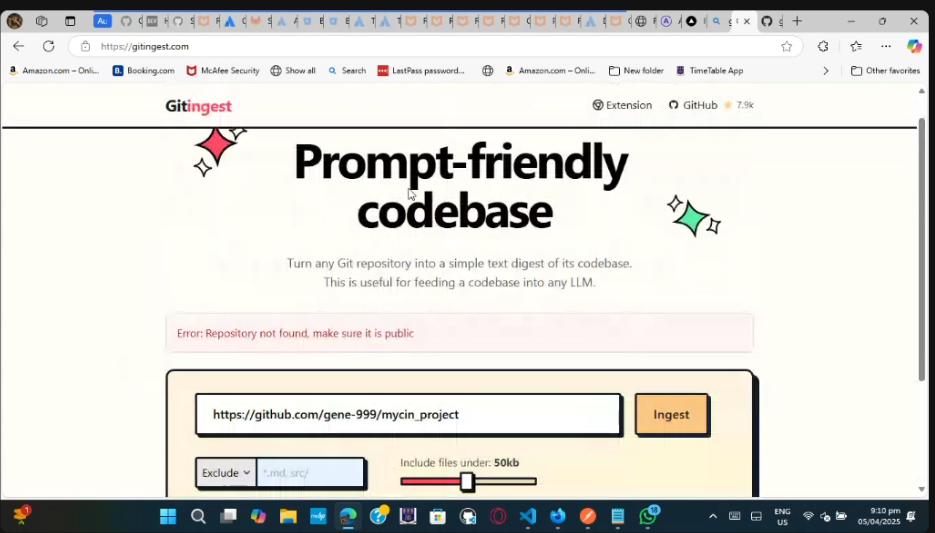 https://gitingest.com
Amazon.com – Onli... Booking.com McAfee Security Show all Search LastPass password... Amazon.com – Onli... New folder TimeTable App Other favorites
Gitingest Extension GitHub 7.9k
Prompt-friendly
codebase
Turn any Git repository into a simple text digest of its codebase.
This is useful for feeding a codebase into any LLM.
Error: Repository not found, make sure it is public
https://github.com/gene-999/mycin_project Ingest
Include files under: 50kb
Exclude *.md, src/
ENG 9:10 pm
US 05/04/2025